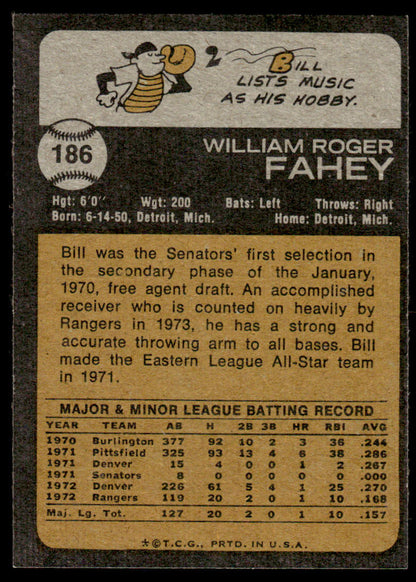 2
BILL
LISTS MUSIC
AS HIS HOBBY.
186
WILLIAM ROGER
FAHEY
Hgt: 6'0" Wgt: 200 Bats: Left Throws: Right
Born: 6-14-50, Detroit, Mich. Home: Detroit, Mich.
Bill was the Senators' first selection in
the secondary phase of the January,
1970, free agent draft. An accomplished
receiver who is counted on heavily by
Rangers in 1973, he has a strong and
accurate throwing arm to all bases. Bill
made the Eastern League All-Star team
in 1971.
MAJOR & MINOR LEAGUE BATTING RECORD
YEAR TEAM AB H 2B 3B HR RBI AVG
1970 Burlington 377 92 10 2 3 36 .244
1971 Pittsfield 325 93 13 4 6 38 .286
1971 Denver 15 4 0 0 1 2 .267
1971 Senators 8 0 0 0 0 0 .000
1972 Denver 226 61 5 4 1 25 .270
1972 Rangers 119 20 2 0 1 10 .168
Maj. Lg. Tot. 127 20 2 0 1 10 .157
*©T.C.G., PRTD. IN U.S.A.